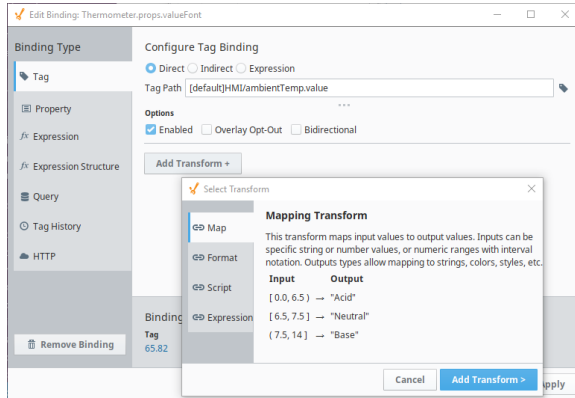 Edit Binding: Thermometer.props.valueFont
Binding Type
Tag
Property
fx Expression
fx Expression Structure
Query
Tag History
HTTP
Remove Binding
Configure Tag Binding
Direct Indirect Expression
Tag Path [default]HMI/ambientTemp.value
Options
Enabled Overlay Opt-Out Bidirectional
Add Transform +
Binding
Tag
65.82
Select Transform
Map
Format
Script
Expression
Mapping Transform
This transform maps input values to output values. Inputs can be
specific string or number values, or numeric ranges with interval
notation. Outputs types allow mapping to strings, colors, styles, etc.
Input Output
[ 0.0, 6.5 ) → "Acid"
[ 6.5, 7.5 ] → "Neutral"
( 7.5, 14 ] → "Base"
Cancel Add Transform >